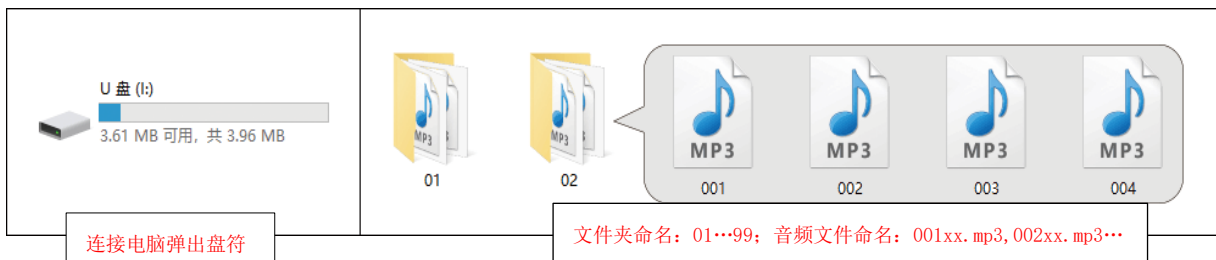 U 盘 (I:)
3.61 MB 可用，共 3.96 MB
连接电脑弹出盘符
MP3
MP3
01
02
MP3
MP3
MP3
MP3
001
002
003
004
文件夹命名：01…99；音频文件命名：001xx.mp3,002xx.mp3…